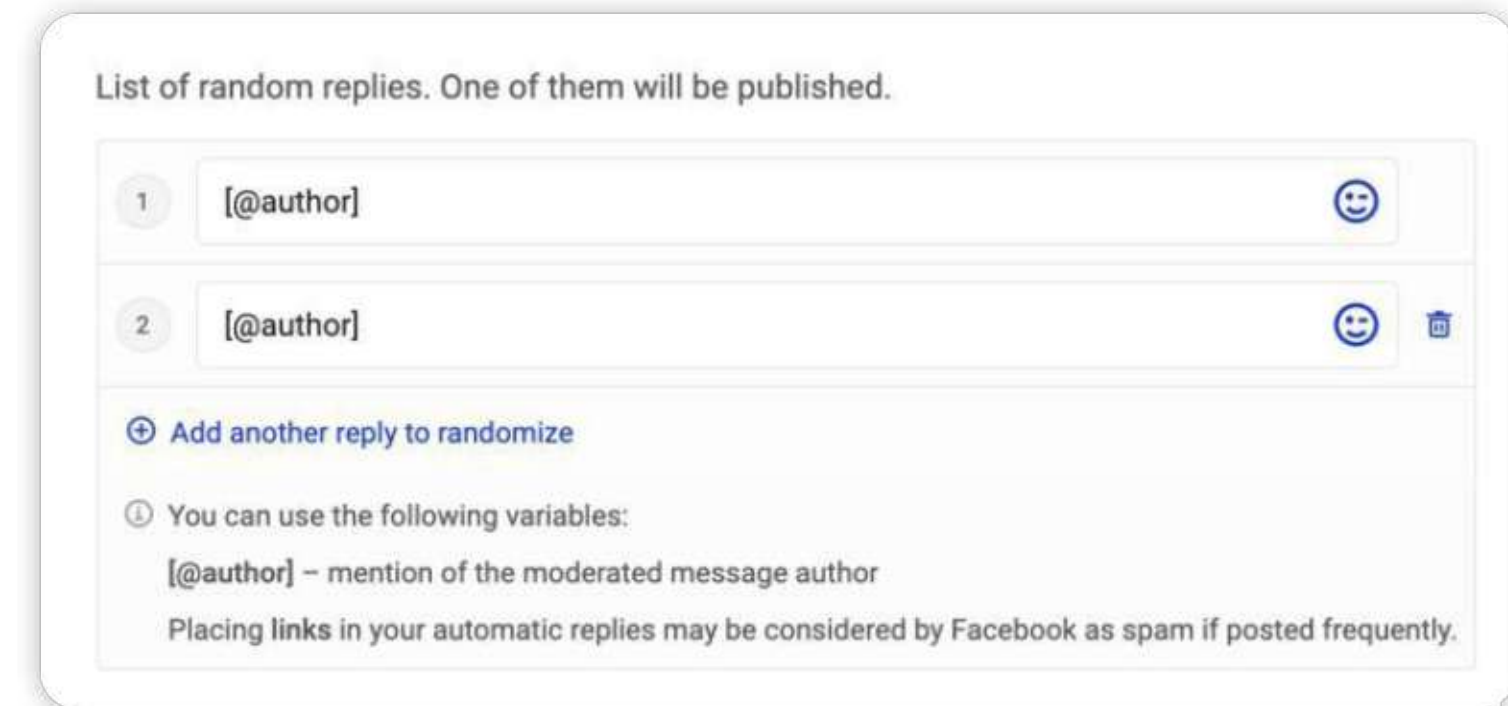 List of random replies. One of them will be published.
1
[@author]
2
[@author]
Add another reply to randomize
You can use the following variables:
[@author] – mention of the moderated message author
Placing links in your automatic replies may be considered by Facebook as spam if posted frequently.